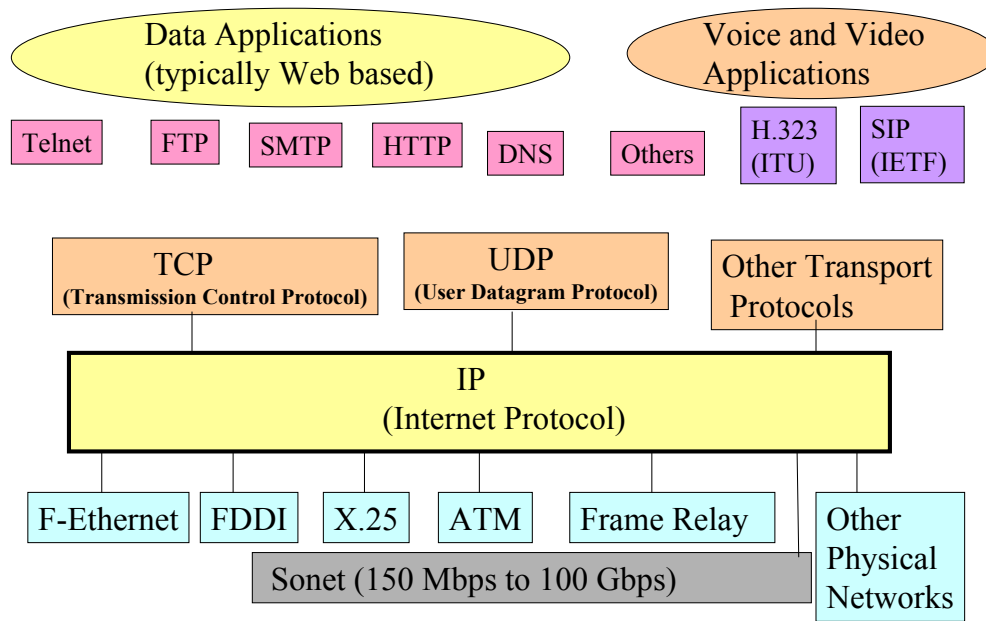 Data Applications
(typically Web based)
Voice and Video
Applications
Telnet
FTP
SMTP
HTTP
DNS
Others
H.323
(ITU)
SIP
(IETF)
TCP
(Transmission Control Protocol)
UDP
(User Datagram Protocol)
Other Transport
Protocols
IP
(Internet Protocol)
F-Ethernet
FDDI
X.25
ATM
Frame Relay
Other
Physical
Networks
Sonet (150 Mbps to 100 Gbps)